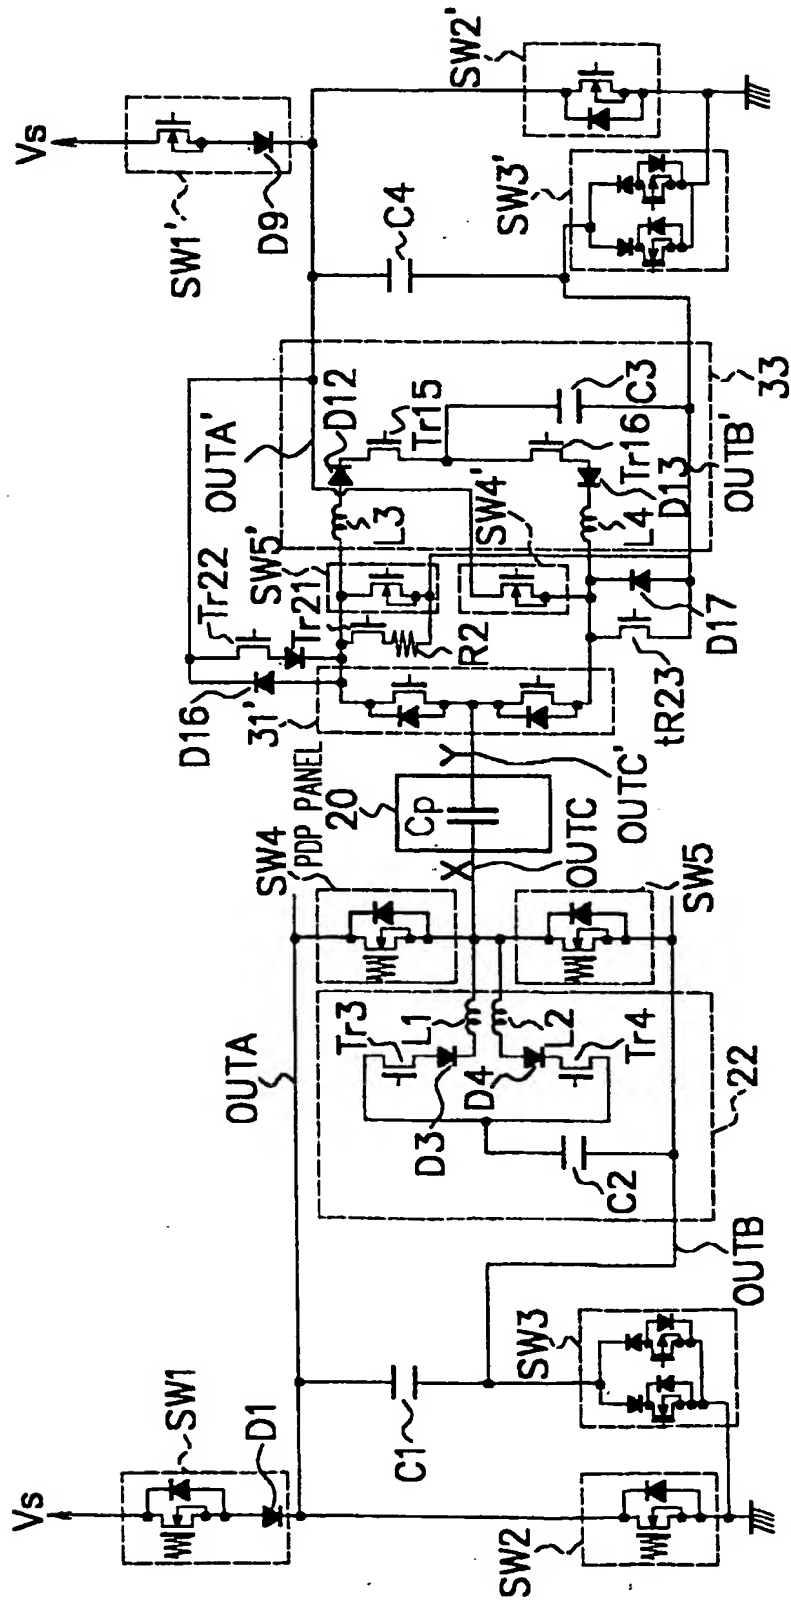 Vs
SW1
D1
SW2
C1
SW3
OUTB
OUTA
22
C2
D3
D4
Tr3
Tr4
L1
L2
SW4
SW5
OUTC
PDP PANEL
20
Cp
OUTC'
31'
D16
Tr22
Tr21
R2
tR23
D17
SW5'
SW4'
L3
L4
D12
D13
Tr15
Tr16
C3
33
OUTA'
OUTB'
C4
Vs
SW1'
D9
SW3'
SW2'